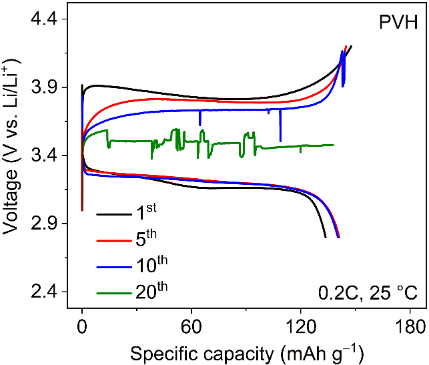 PVH
4.4
3.9
3.4
2.9
2.4
Voltage (V vs. Li/Li⁺)
1ˢᵗ
5ᵗʰ
10ᵗʰ
20ᵗʰ
0.2C, 25 °C
0 60 120 180
Specific capacity (mAh g⁻¹)